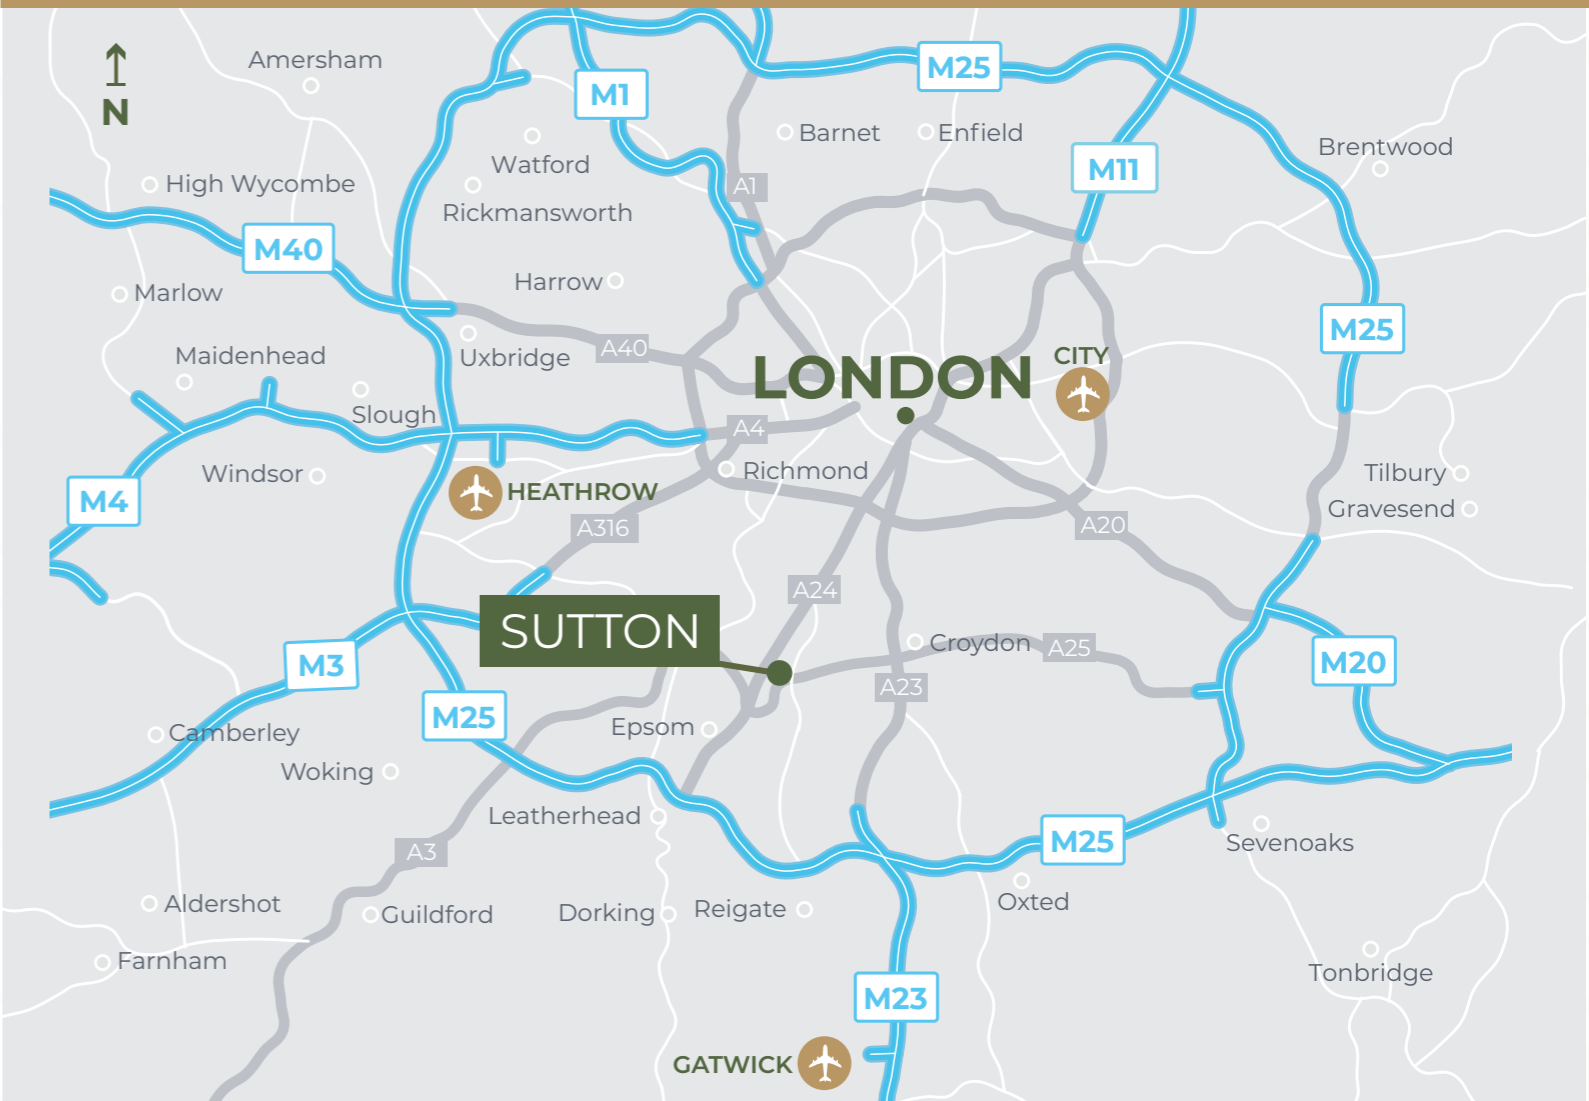 Amersham
M25
M1
N
Barnet
Enfield
Brentwood
Watford
M11
High Wycombe
A1
Rickmansworth
M40
Harrow
Marlow
M25
A40
Maidenhead
Uxbridge
CITY
LONDON
Slough
A4
Windsor
Richmond
Tilbury
HEATHROW
M4
Gravesend
A316
A20
A24
SUTTON
Croydon
A25
M3
M20
A23
M25
Epsom
Camberley
Woking
Leatherhead
M25
Sevenoaks
A3
Oxted
Aldershot
Guildford
Dorking
Reigate
Farnham
Tonbridge
M23
GATWICK